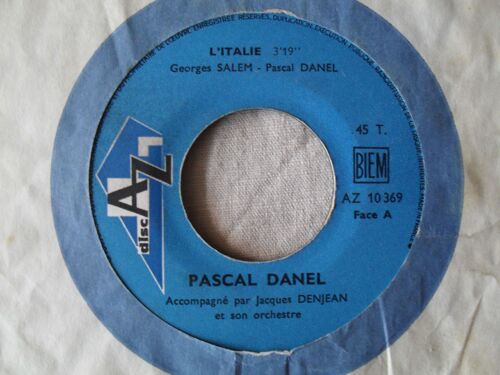 L'ITALIE 3'19''
Georges SALEM - Pascal DANEL
45 T.
BIEM
AZ 10 369
Face A
disc AZ
PASCAL DANEL
Accompagné par Jacques DENJEAN
et son orchestre